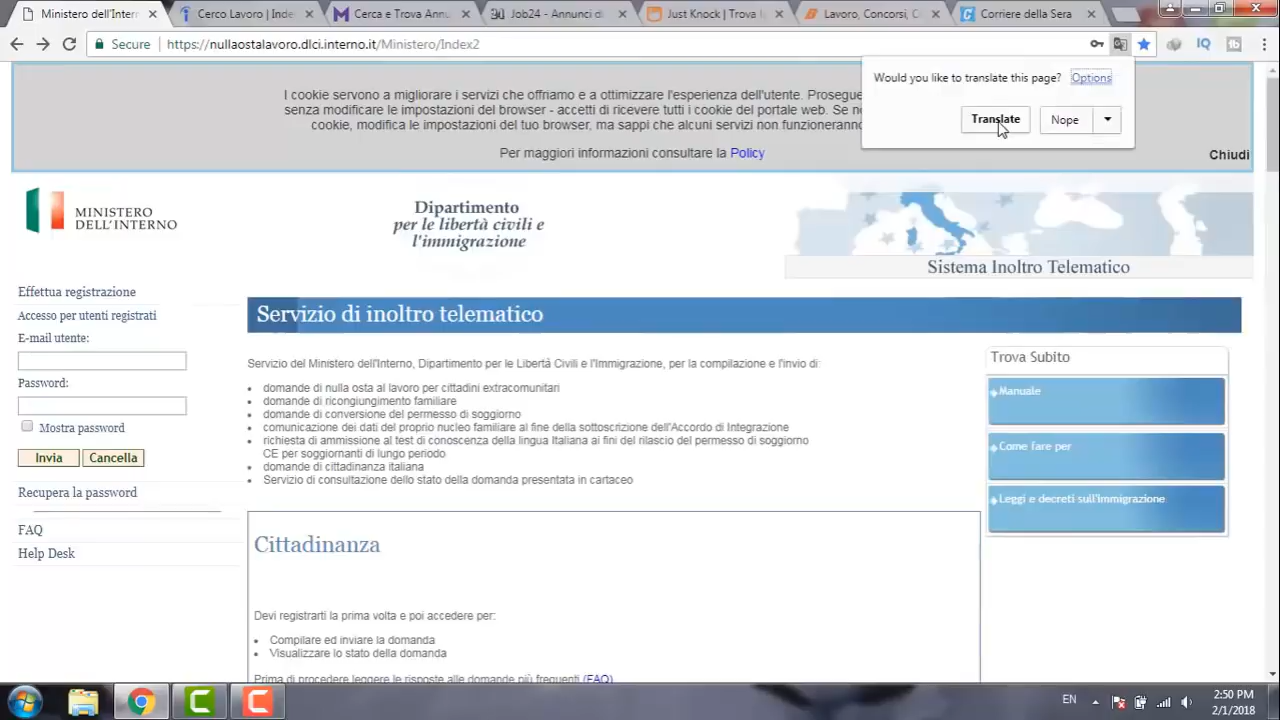 Ministero dell'Intern
Cerco Lavoro | Inde
Cerca e Trova Annu
Job24 - Annunci di
Just Knock | Trova l
Lavoro, Concorsi, C
Corriere della Sera
Secure
https://nullaostalavoro.dlci.interno.it/Ministero/Index2
Would you like to translate this page? Options
Translate
Nope
I cookie servono a migliorare i servizi che offriamo e a ottimizzare l'esperienza dell'utente. Prosegue
senza modificare le impostazioni del browser - accetti di ricevere tutti i cookie del portale web. Se n
cookie, modifica le impostazioni del tuo browser, ma sappi che alcuni servizi non funzioneranno
Per maggiori informazioni consultare la Policy
Chiudi
MINISTERO
DELL'INTERNO
Dipartimento
per le libertà civili e
l'immigrazione
Sistema Inoltro Telematico
Effettua registrazione
Accesso per utenti registrati
E-mail utente:
Password:
Mostra password
Invia
Cancella
Recupera la password
FAQ
Help Desk
Servizio di inoltro telematico
Servizio del Ministero dell'Interno, Dipartimento per le Libertà Civili e l'Immigrazione, per la compilazione e l'invio di:
domande di nulla osta al lavoro per cittadini extracomunitari
domande di ricongiungimento familiare
domande di conversione del permesso di soggiorno
comunicazione dei dati del proprio nucleo familiare al fine della sottoscrizione dell'Accordo di Integrazione
richiesta di ammissione al test di conoscenza della lingua Italiana ai fini del rilascio del permesso di soggiorno
CE per soggiornanti di lungo periodo
domande di cittadinanza italiana
Servizio di consultazione dello stato della domanda presentata in cartaceo
Cittadinanza
Devi registrarti la prima volta e poi accedere per:
Compilare ed inviare la domanda
Visualizzare lo stato della domanda
Prima di procedere leggere le risposte alle domande più frequenti (FAQ)
Trova Subito
Manuale
Come fare per
Leggi e decreti sull'immigrazione
EN
2:50 PM
2/1/2018